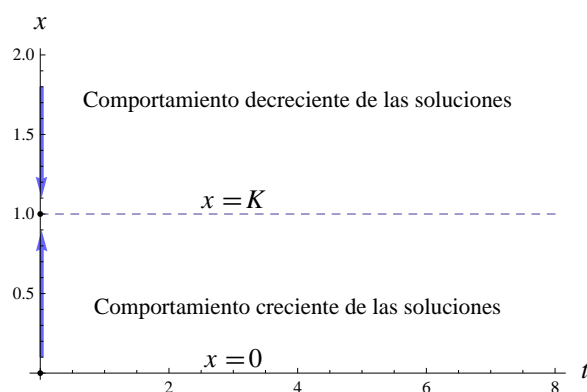 x
2.0
Comportamiento decreciente de las soluciones
1.5
x = K
1.0
0.5
Comportamiento creciente de las soluciones
x = 0
2 4 6 8 t